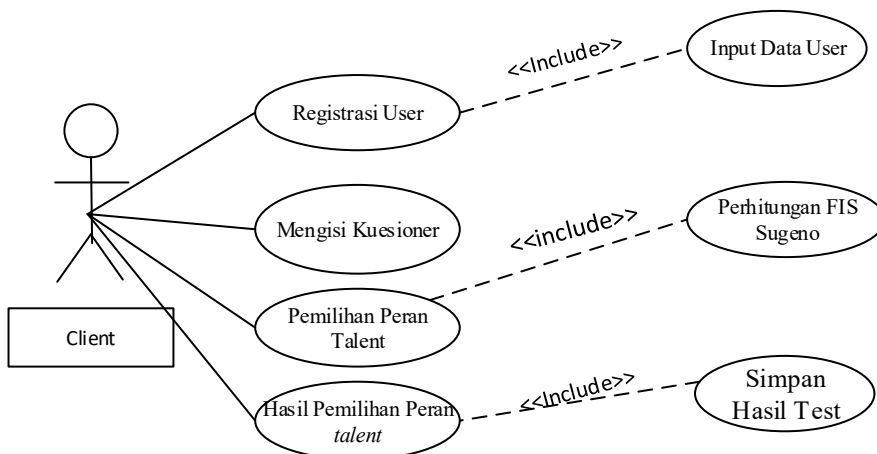 <<Include>>
Input Data User
Registrasi User
Mengisi Kuesioner
<<include>>
Perhitungan FIS
Sugeno
Pemilihan Peran
Talent
Client
<<Include>>
Simpan
Hasil Test
Hasil Pemilihan Peran
talent